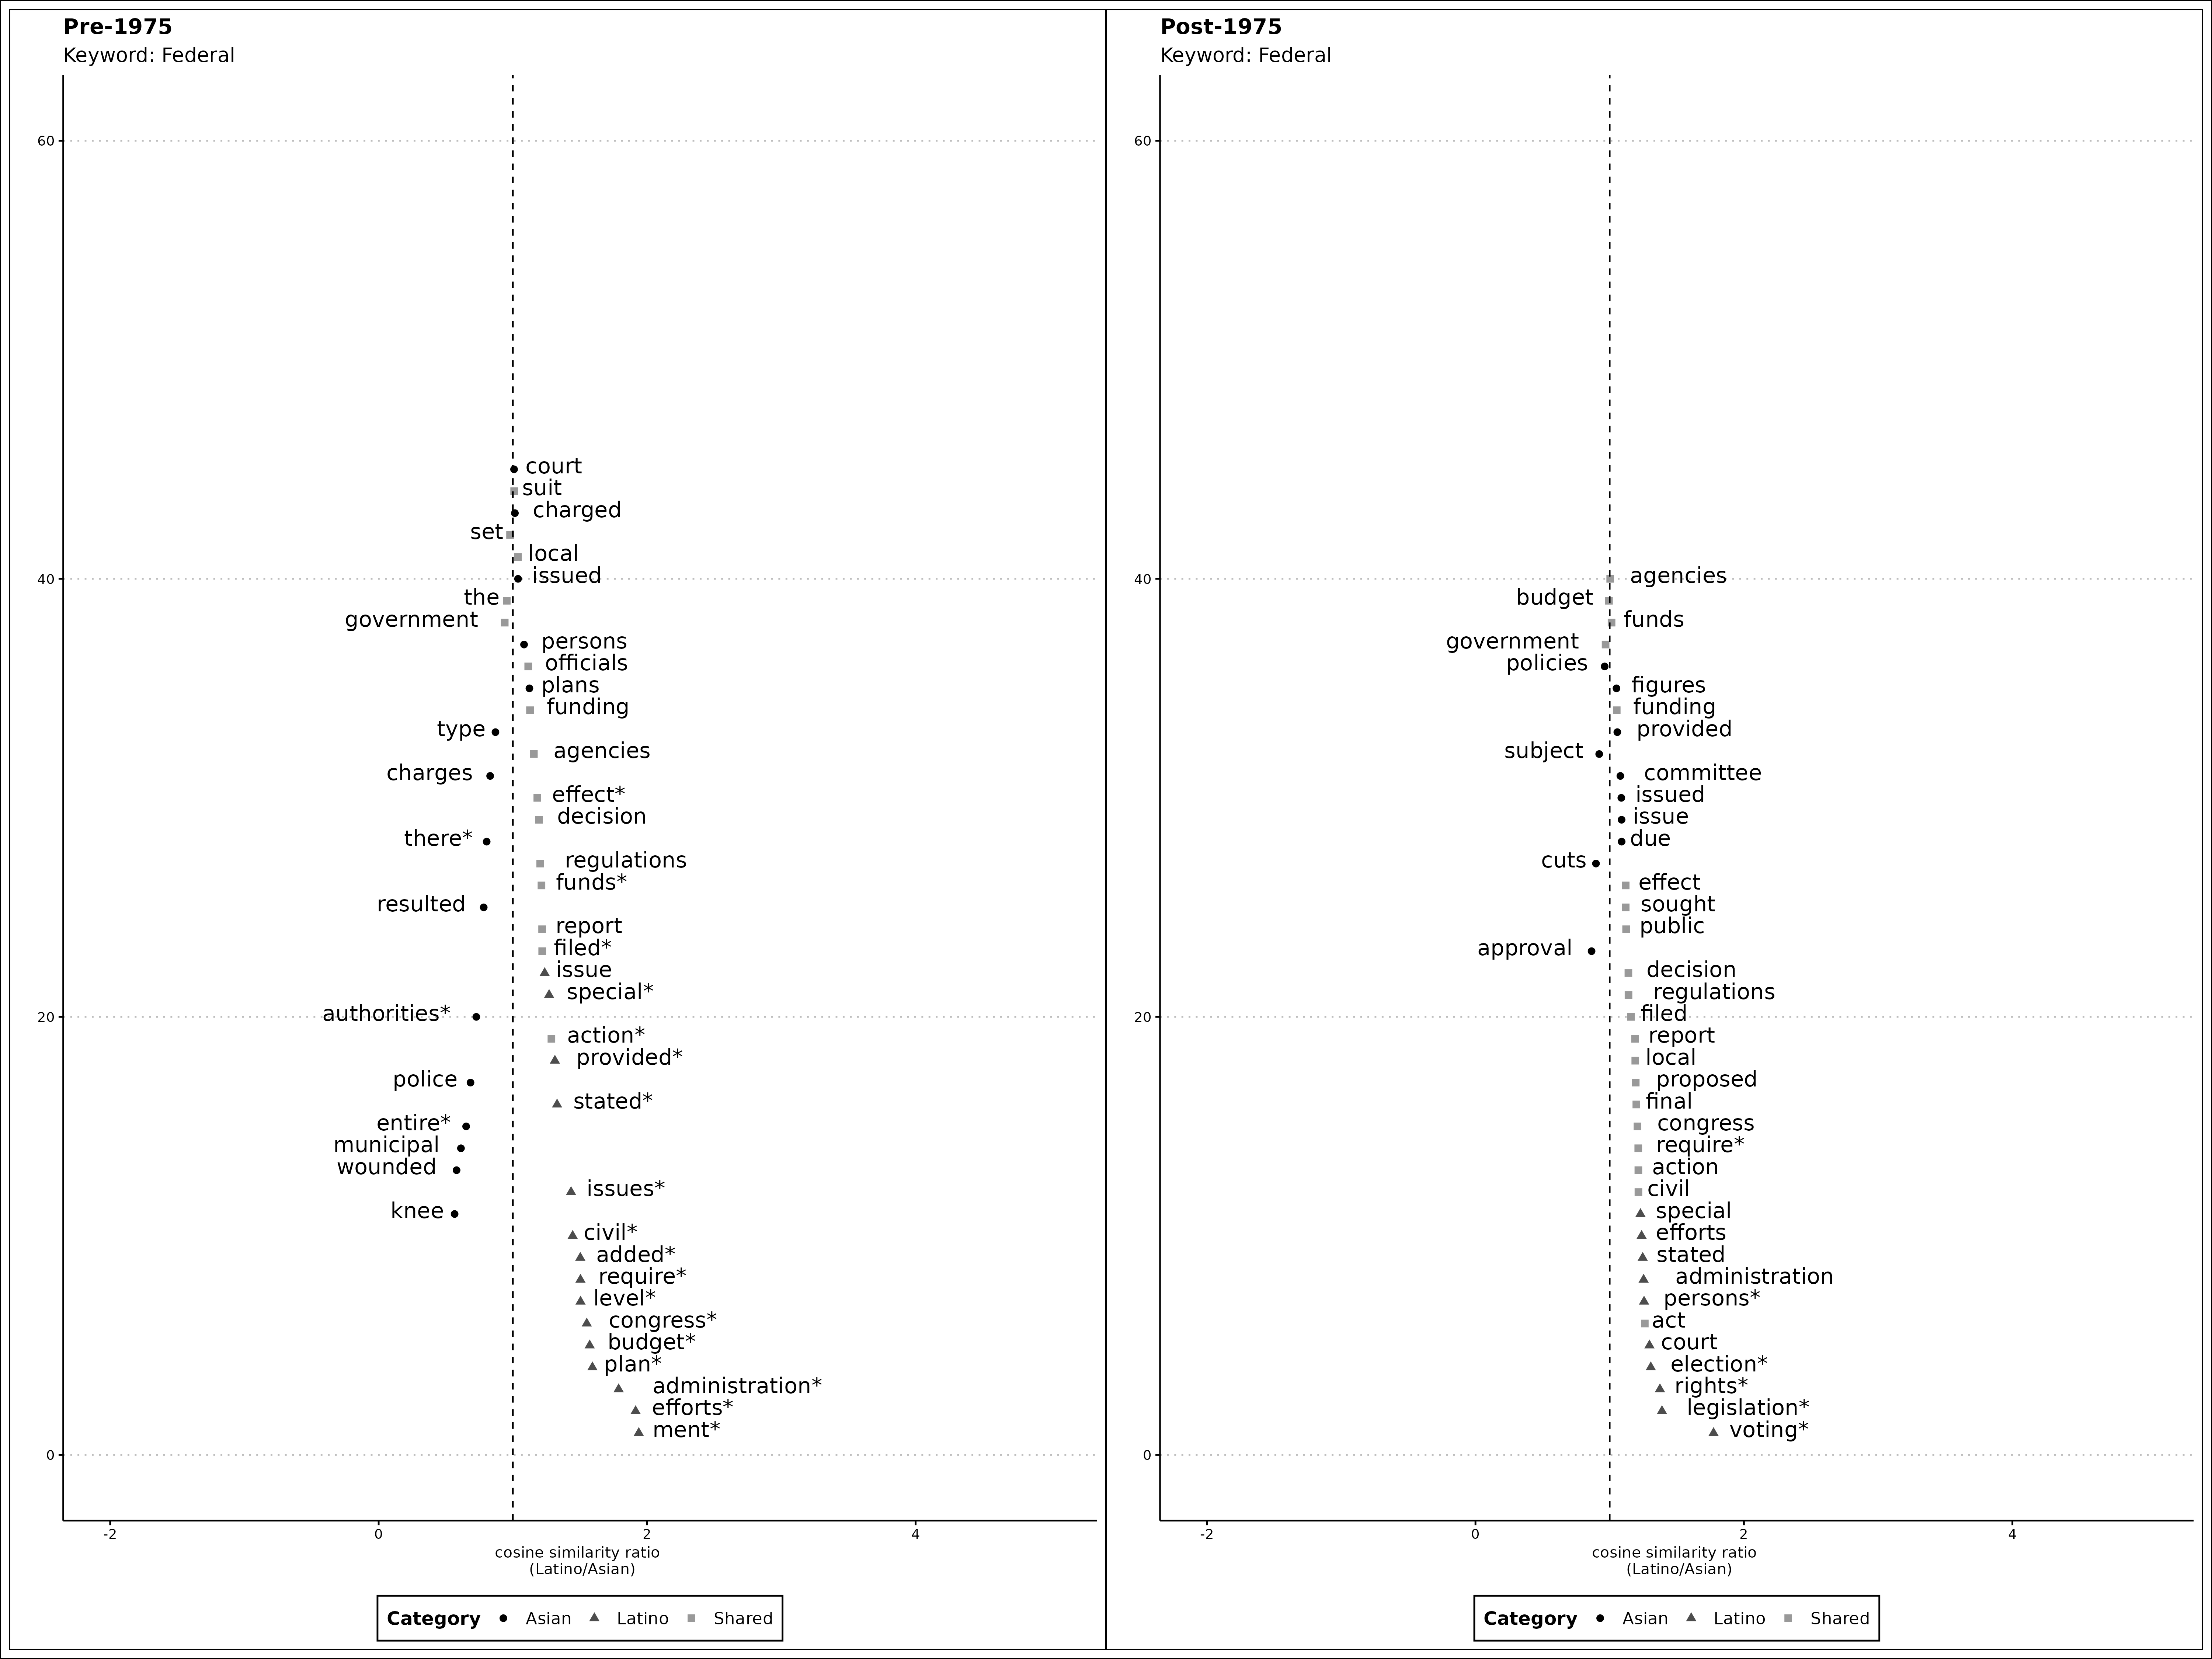 Pre-1975
Keyword: Federal
60
40
20
0
court
suit
charged
set
local
issued
the
government
persons
officials
plans
funding
type
agencies
charges
effect*
decision
there*
regulations
funds*
resulted
report
filed*
issue
special*
authorities*
action*
provided*
police
stated*
entire*
municipal
wounded
issues*
knee
civil*
added*
require*
level*
congress*
budget*
plan*
administration*
efforts*
ment*
-2 0 2 4
cosine similarity ratio
(Latino/Asian)
Category Asian Latino Shared
Post-1975
Keyword: Federal
60
40
20
0
agencies
budget
funds
government
policies
figures
funding
provided
subject
committee
issued
issue
due
cuts
effect
sought
public
approval
decision
regulations
filed
report
local
proposed
final
congress
require*
action
civil
special
efforts
stated
administration
persons*
act
court
election*
rights*
legislation*
voting*
-2 0 2 4
cosine similarity ratio
(Latino/Asian)
Category Asian Latino Shared